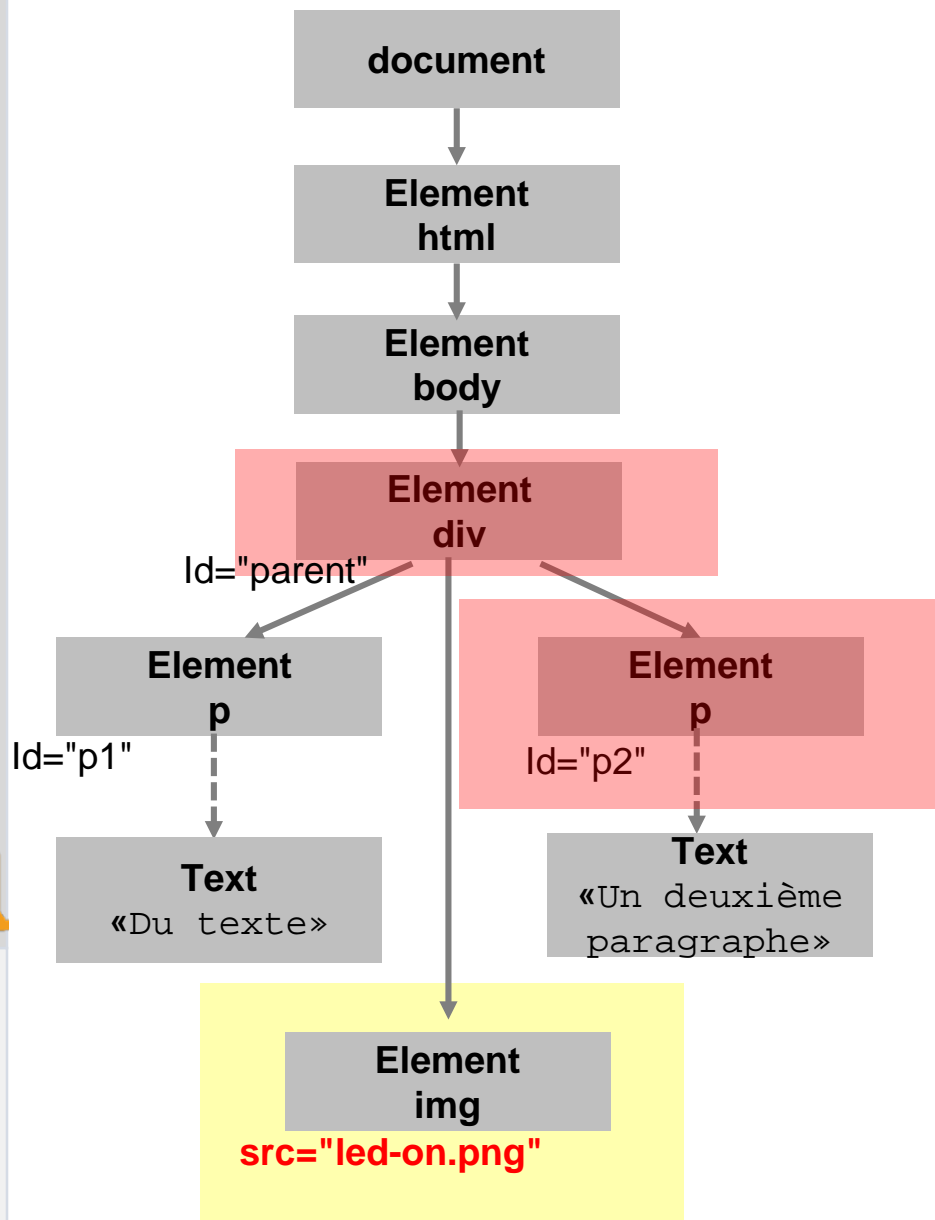 document
Element
html
Element
body
Element
div
Id="parent"
Element
p
Id="p1"
Element
p
Id="p2"
Text
«Du texte»
Text
«Un deuxième
paragraphe»
Element
img
src="led-on.png"